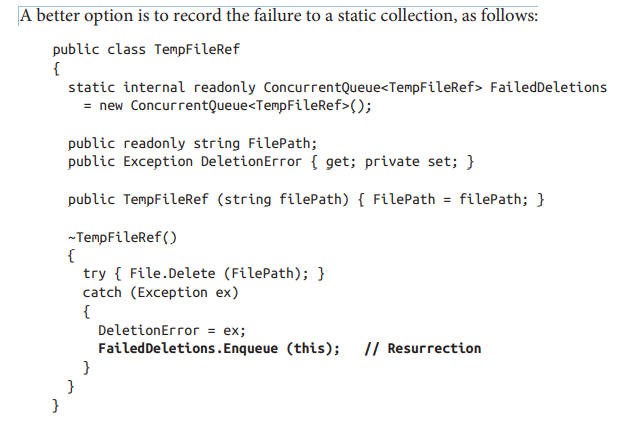 A better option is to record the failure to a static collection, as follows:
public class TempFileRef
{
static internal readonly ConcurrentQueue<TempFileRef> FailedDeletions
= new ConcurrentQueue<TempFileRef>();
public readonly string FilePath;
public Exception DeletionError { get; private set; }
public TempFileRef (string filePath) { FilePath = filePath; }
~TempFileRef()
{
try { File.Delete (FilePath); }
catch (Exception ex)
{
DeletionError = ex;
FailedDeletions.Enqueue (this);   // Resurrection
}
}
}